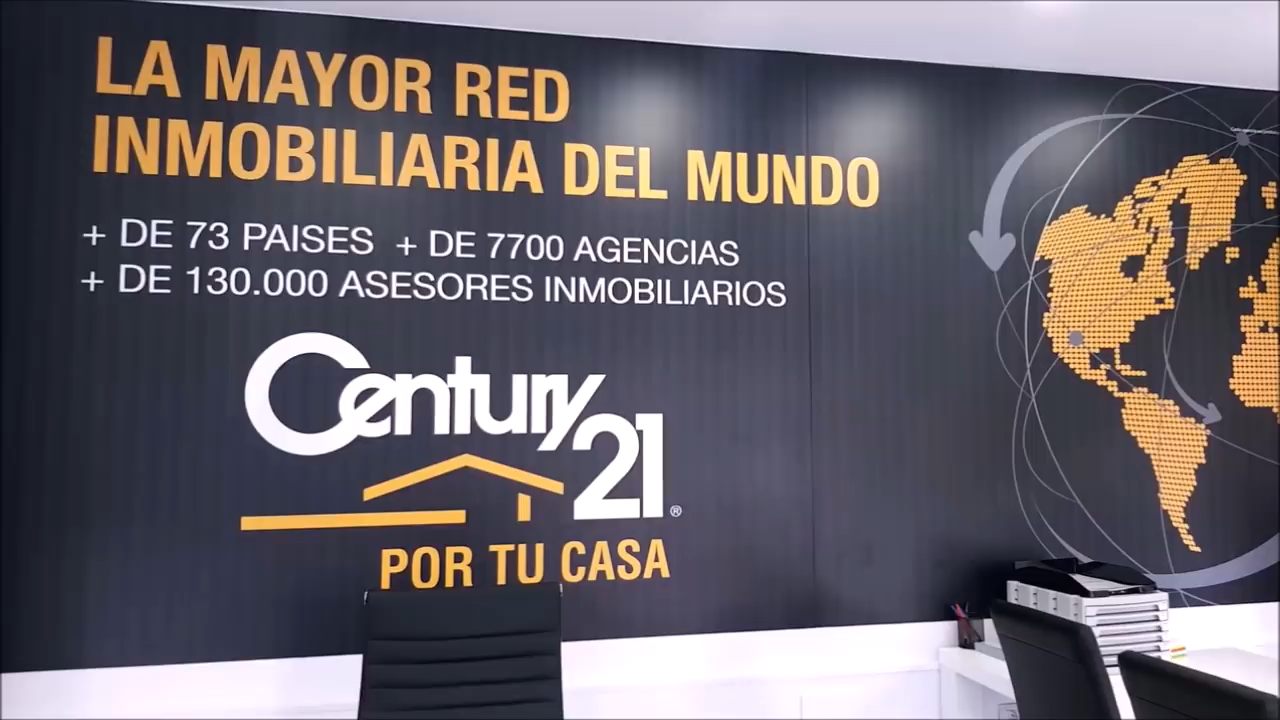 LA MAYOR RED
INMOBILIARIA DEL MUNDO
+ DE 73 PAISES + DE 7700 AGENCIAS
+ DE 130.000 ASESORES INMOBILIARIOS
Century
21®
POR TU CASA